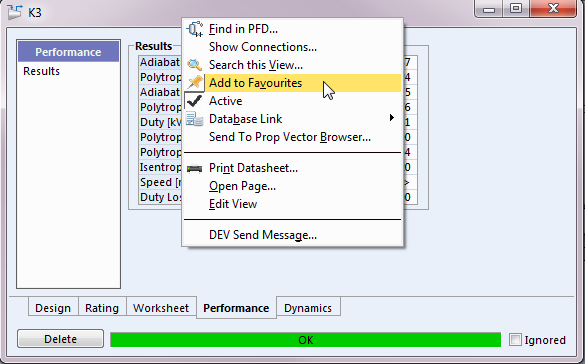 K3
Performance
Results
Results
Adiabat 7
Polytrop 4
Adiabat 5
Polytrop 6
Duty [kV 1
Polytrop 0
Isentrop 0
Speed [r >
Duty Los 0
Find in PFD...
Show Connections...
Search this View...
Add to Favourites
Active
Database Link
Send To Prop Vector Browser...
Print Datasheet...
Open Page...
Edit View
DEV Send Message...
Design Rating Worksheet Performance Dynamics
Delete OK Ignored